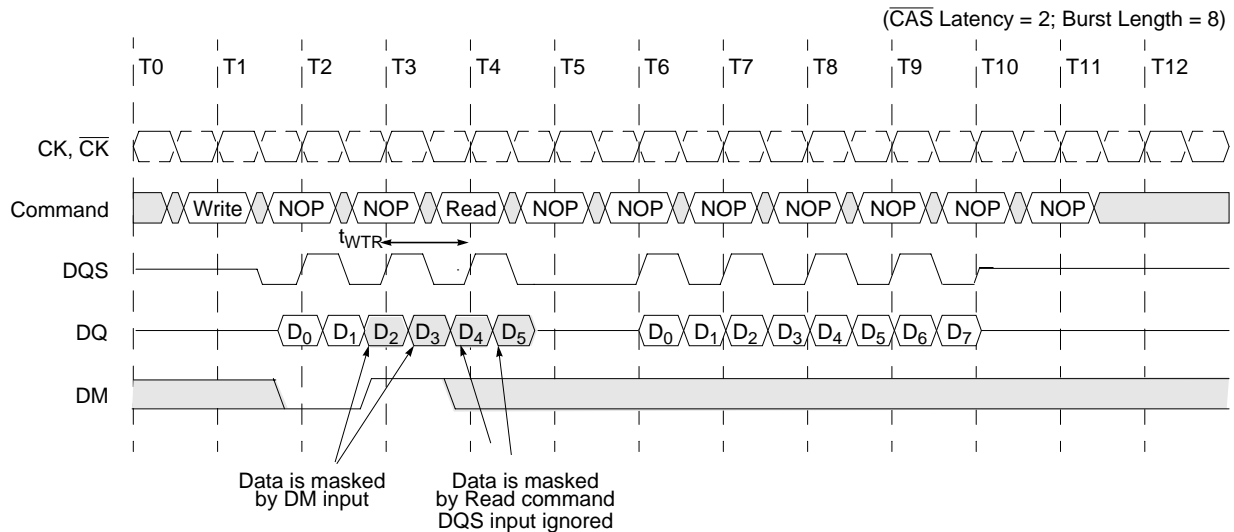 (CAS Latency = 2; Burst Length = 8)
T0 T1 T2 T3 T4 T5 T6 T7 T8 T9 T10 T11 T12
CK, CK
Command Write NOP NOP Read NOP NOP NOP NOP NOP NOP NOP
tWTR
DQS
DQ D0 D1 D2 D3 D4 D5 D0 D1 D2 D3 D4 D5 D6 D7
DM
Data is masked
by DM input
Data is masked
by Read command
DQS input ignored